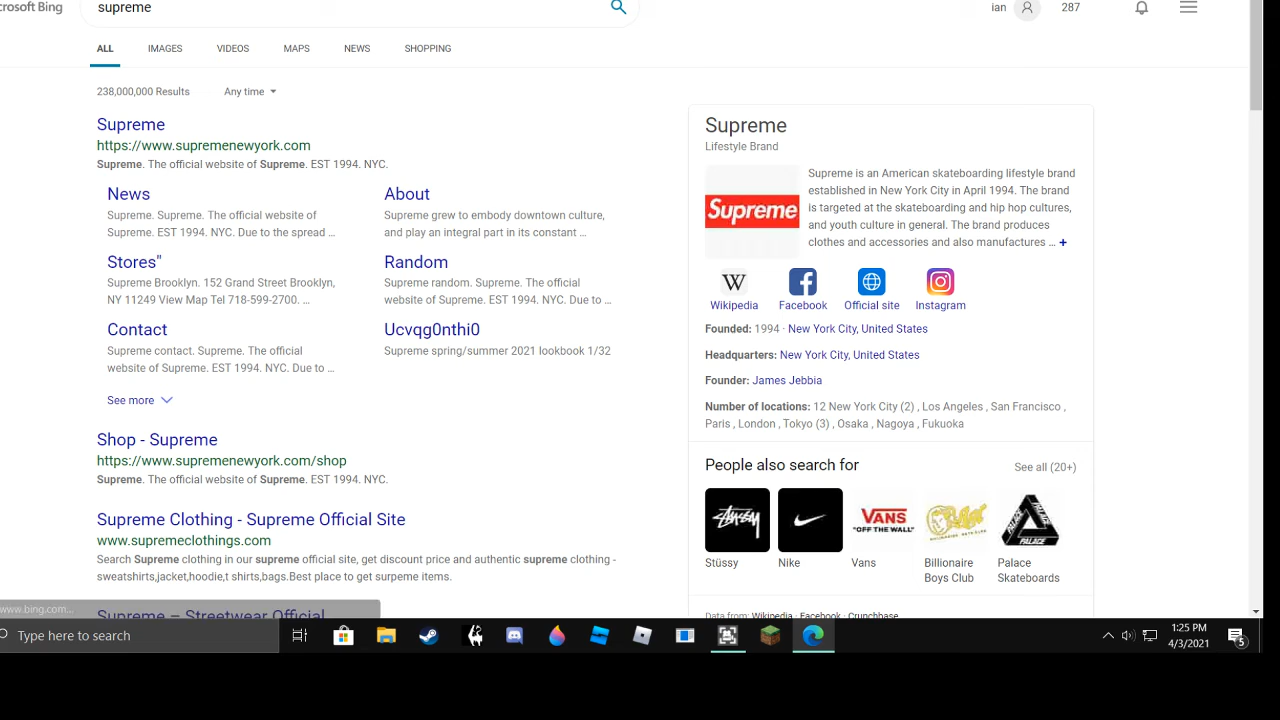 crosoft Bing
supreme
ian
287
ALL IMAGES VIDEOS MAPS NEWS SHOPPING
238,000,000 Results Any time
Supreme
https://www.supremenewyork.com
Supreme. The official website of Supreme. EST 1994. NYC.
News
Supreme. Supreme. The official website of
Supreme. EST 1994. NYC. Due to the spread ...
About
Supreme grew to embody downtown culture,
and play an integral part in its constant ...
Stores"
Supreme Brooklyn. 152 Grand Street Brooklyn,
NY 11249 View Map Tel 718-599-2700. ...
Random
Supreme random. Supreme. The official
website of Supreme. EST 1994. NYC. Due to ...
Contact
Supreme contact. Supreme. The official
website of Supreme. EST 1994. NYC. Due to ...
Ucvqg0nthi0
Supreme spring/summer 2021 lookbook 1/32
See more
Shop - Supreme
https://www.supremenewyork.com/shop
Supreme. The official website of Supreme. EST 1994. NYC.
Supreme Clothing - Supreme Official Site
www.supremeclothings.com
Search Supreme clothing in our supreme official site, get discount price and authentic supreme clothing -
sweatshirts,jacket,hoodie,t shirts,bags.Best place to get surpeme items.
Supreme – Streetwear Official
www.bing.com...
Supreme
Lifestyle Brand
Supreme
Supreme is an American skateboarding lifestyle brand
established in New York City in April 1994. The brand
is targeted at the skateboarding and hip hop cultures,
and youth culture in general. The brand produces
clothes and accessories and also manufactures ... +
W
Wikipedia Facebook Official site Instagram
Founded: 1994 · New York City, United States
Headquarters: New York City, United States
Founder: James Jebbia
Number of locations: 12 New York City (2) , Los Angeles , San Francisco ,
Paris , London , Tokyo (3) , Osaka , Nagoya , Fukuoka
People also search for See all (20+)
STÜSSY
VANS
"OFF THE WALL"
PALACE
Stüssy
Nike
Vans
Billionaire
Boys Club
Palace
Skateboards
Data from: Wikipedia · Facebook · Crunchbase
Type here to search
1:25 PM
4/3/2021
5